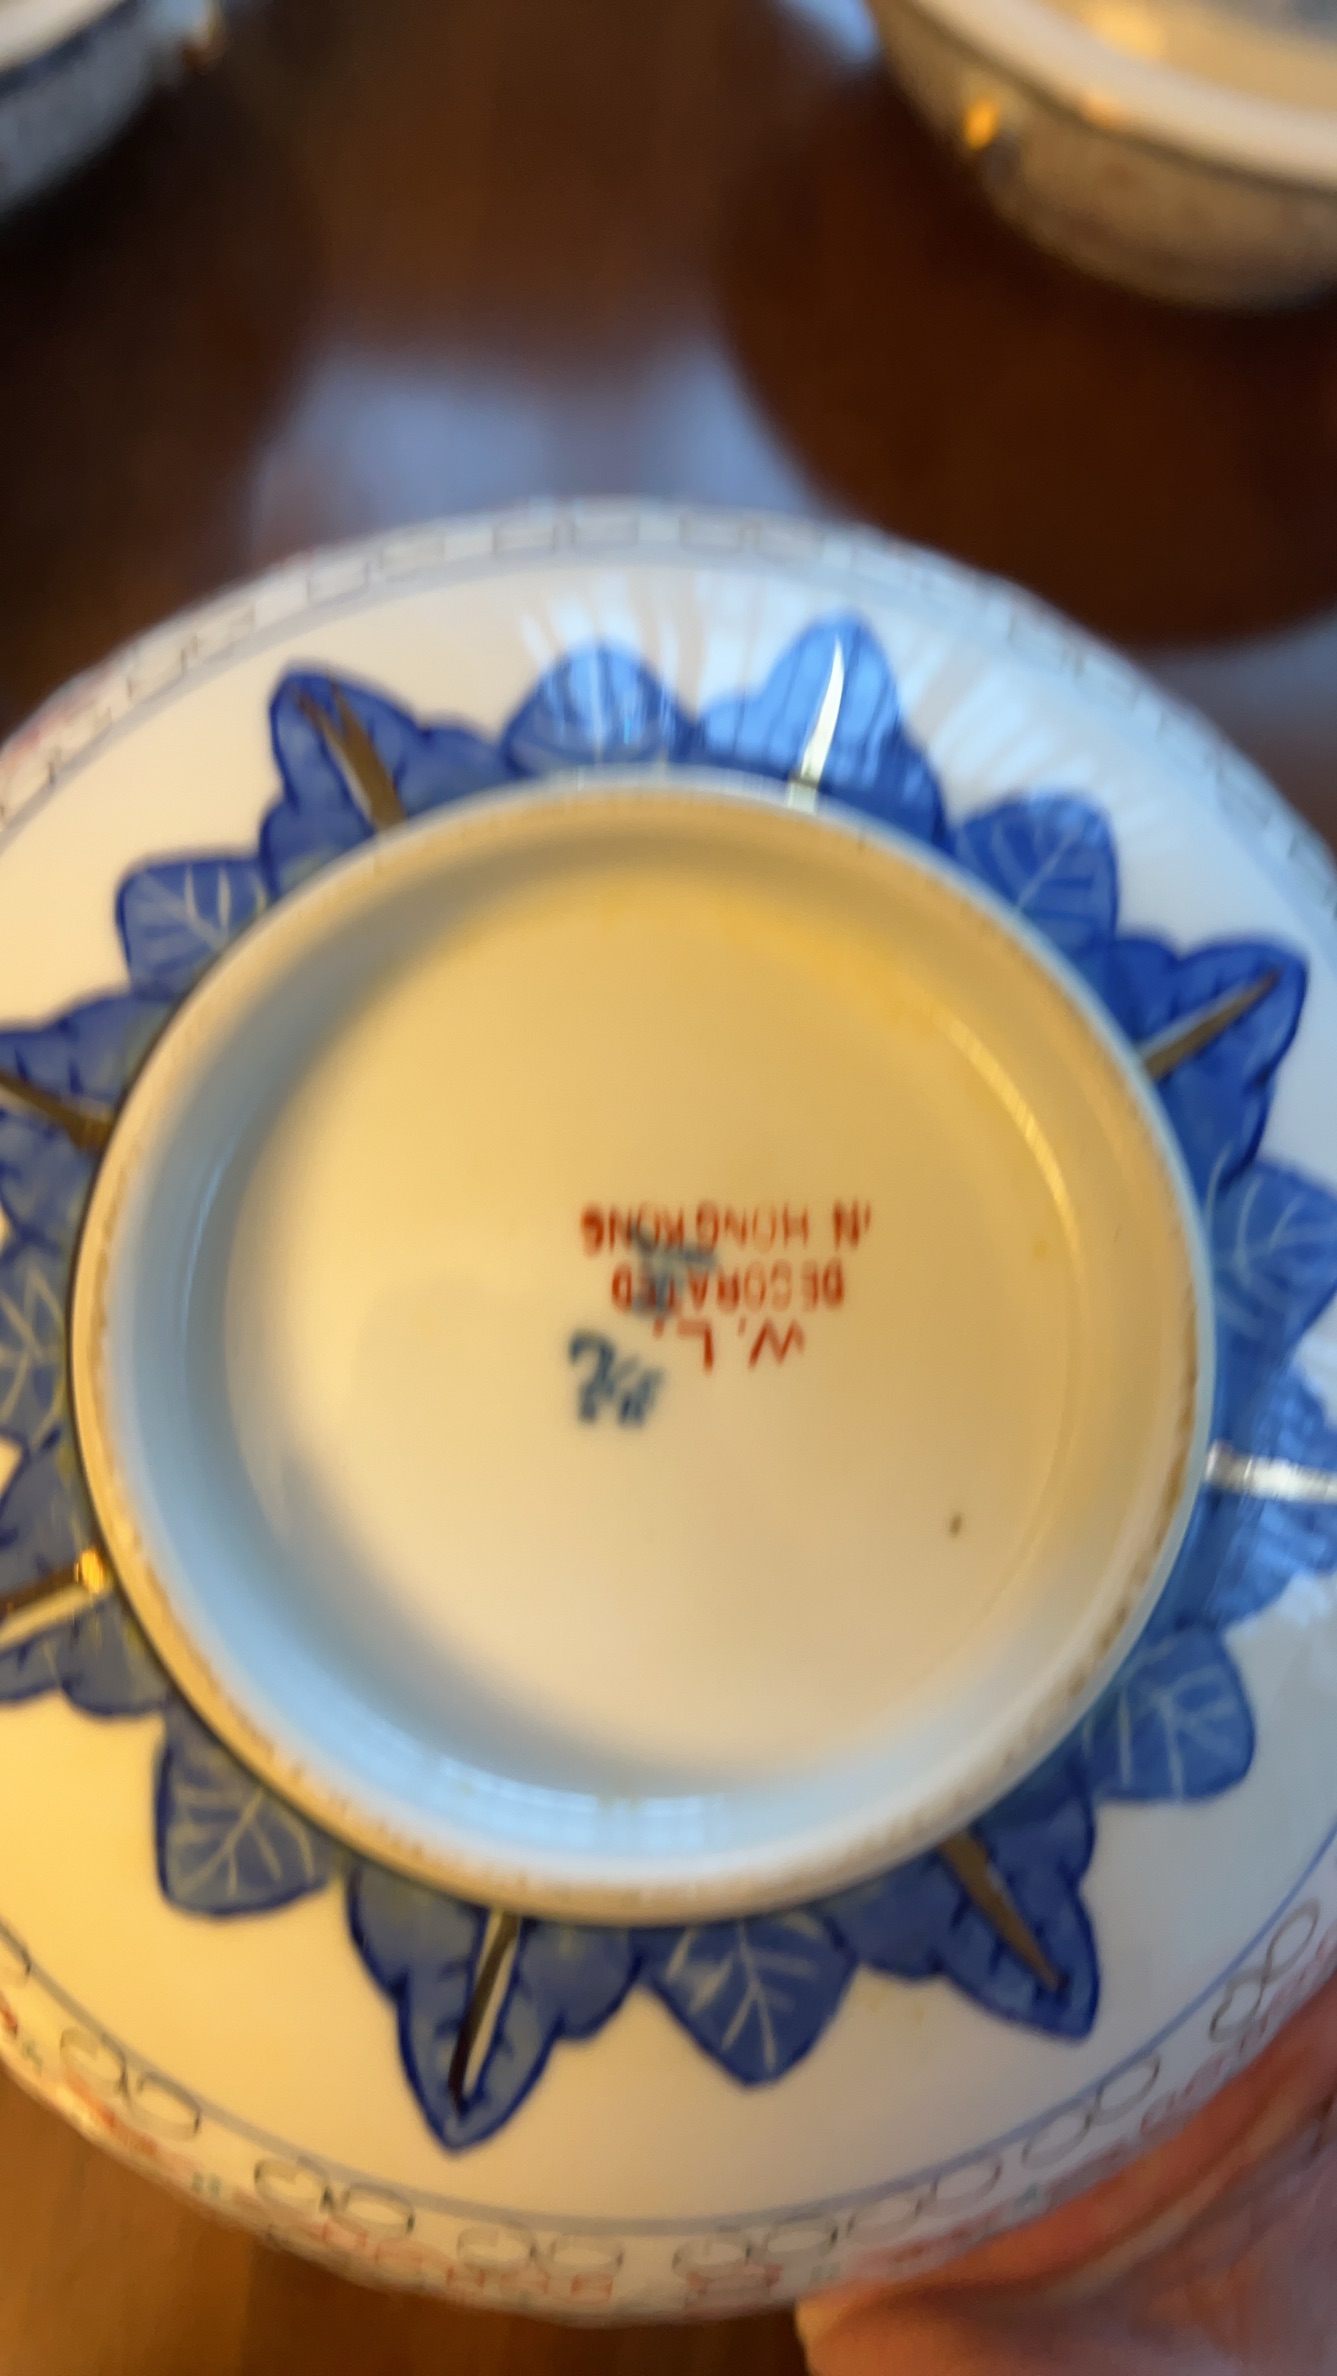 W. L.
DECORATED
IN HONGKONG